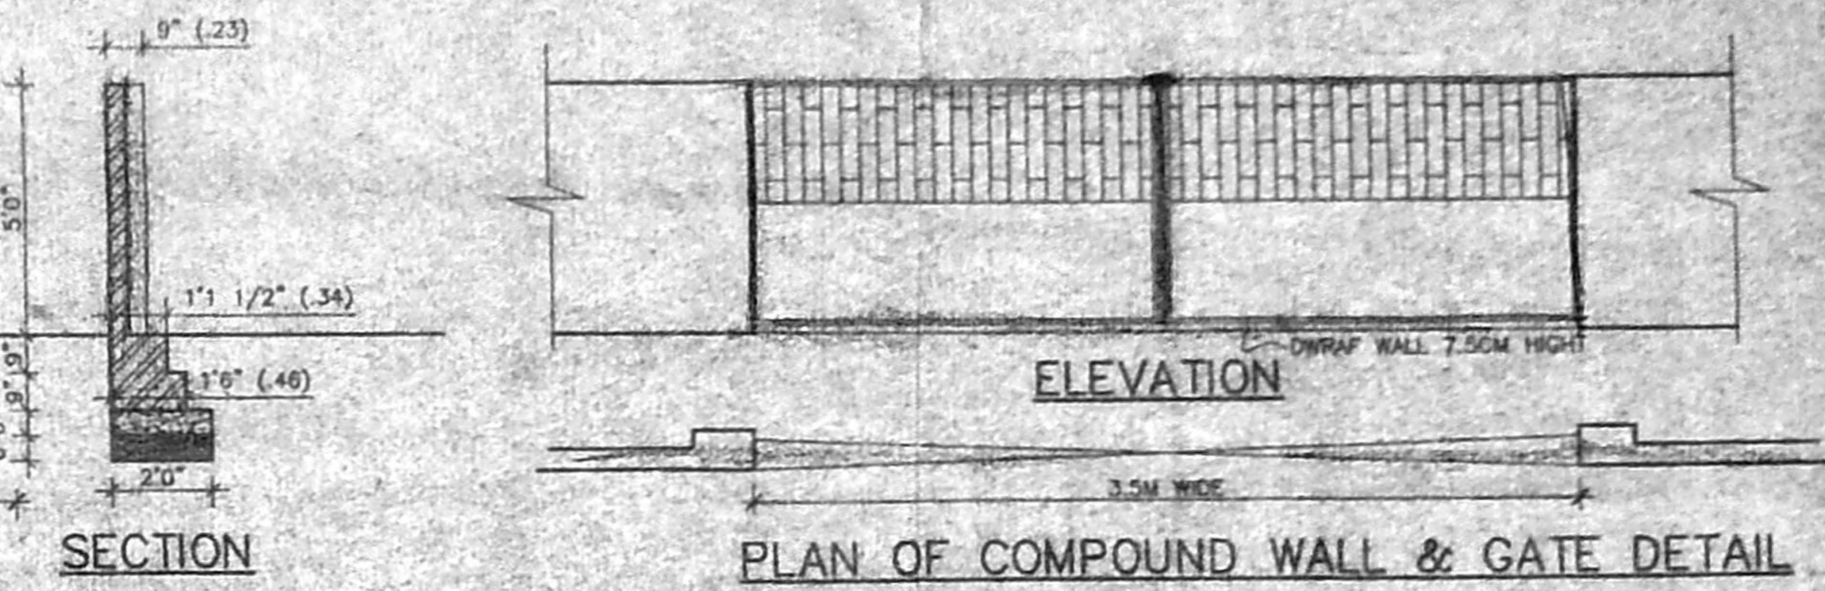 9" (.23)
5'0"
1'1 1/2" (.34)
9"
9"
1'6" (.46)
2'0"
SECTION
DWRAF WALL 7.5CM HIGHT
ELEVATION
3.5M WIDE
PLAN OF COMPOUND WALL & GATE DETAIL